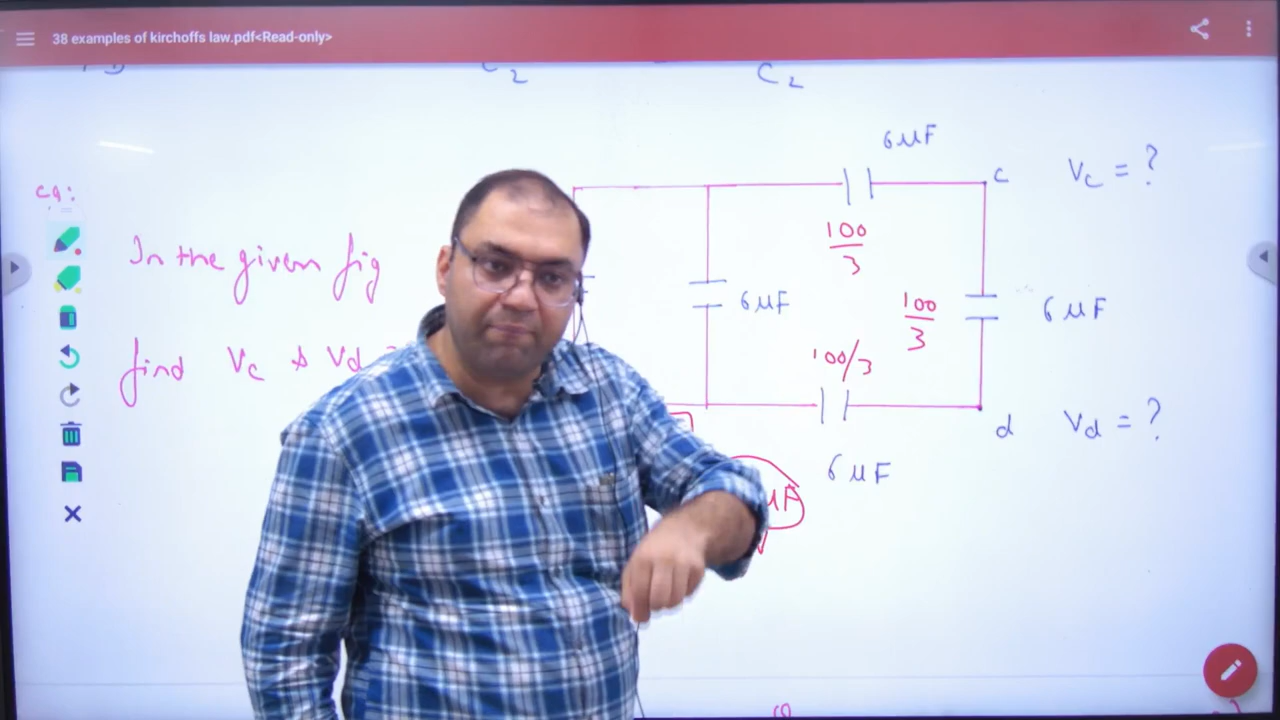 38 examples of kirchoffs law.pdf<Read-only>
C2
C2
eg:
In the given fig
find Vc & Vd
6 μF
c
Vc = ?
100/3
6 μF
100/3
6 μF
100/3
d
Vd = ?
6 μF
μF